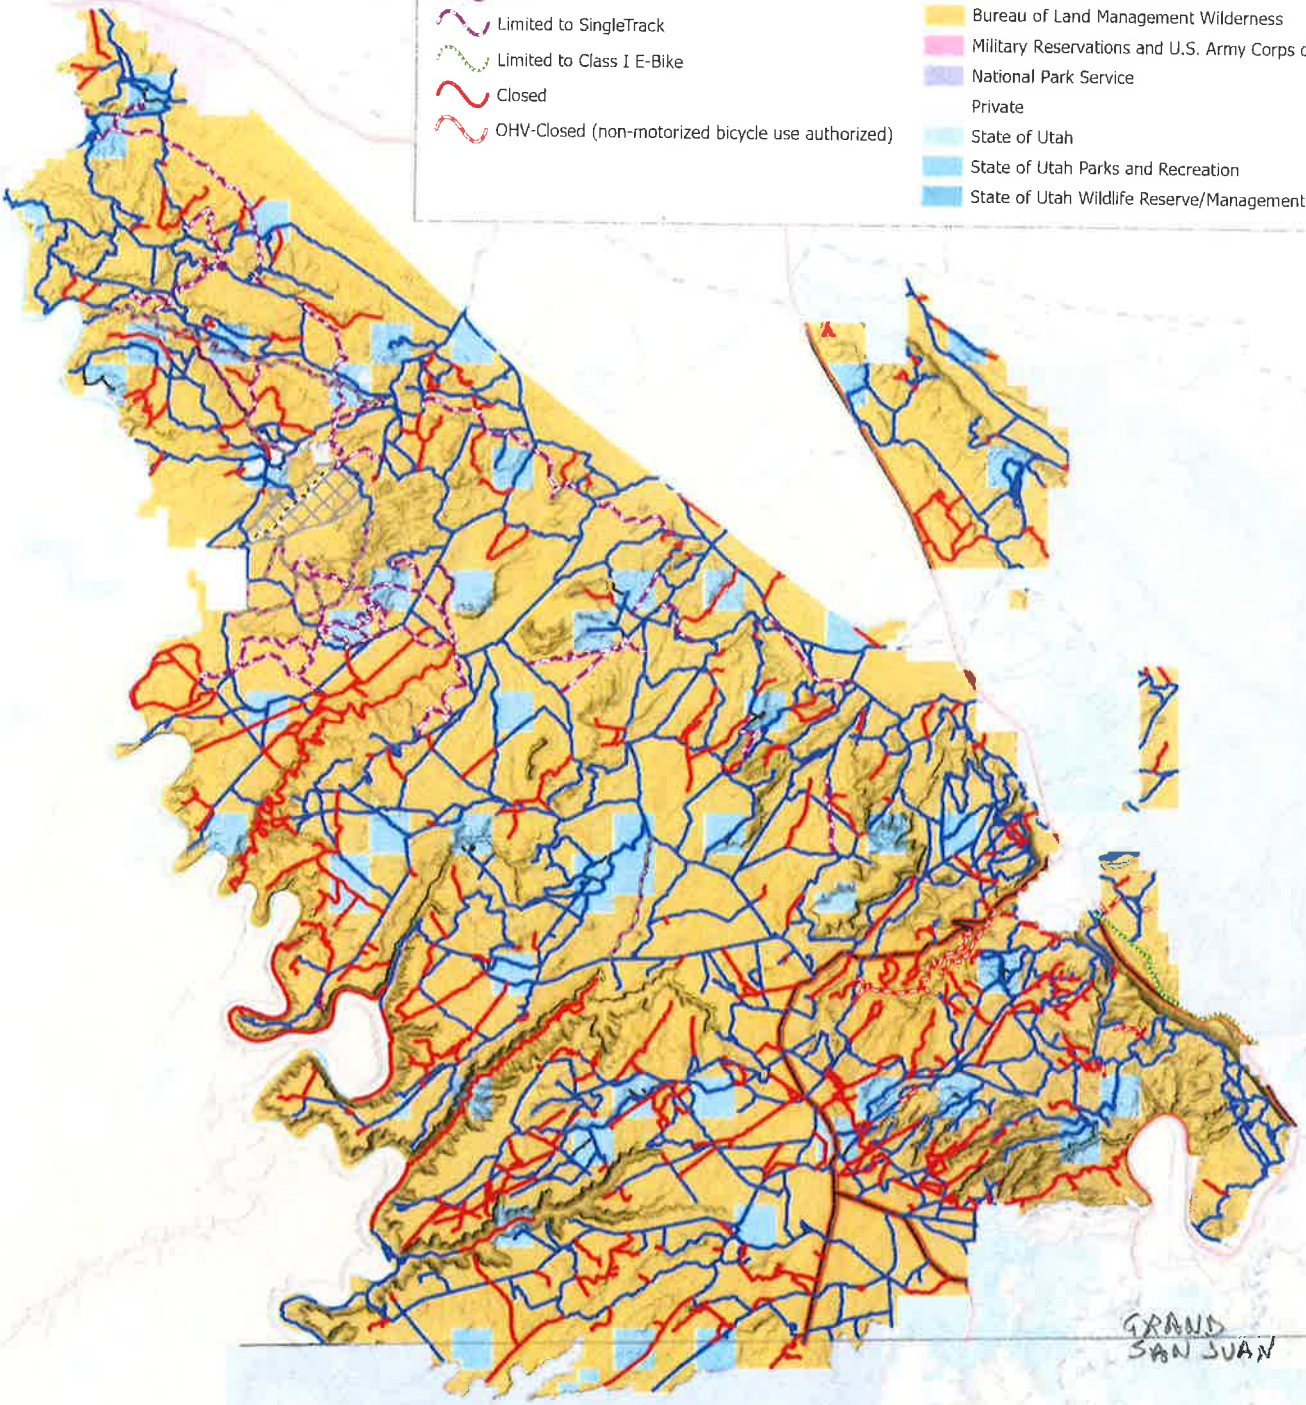 Limited to SingleTrack
Limited to Class I E-Bike
Closed
OHV-Closed (non-motorized bicycle use authorized)
Bureau of Land Management Wilderness
Military Reservations and U.S. Army Corps
National Park Service
Private
State of Utah
State of Utah Parks and Recreation
State of Utah Wildlife Reserve/Management
GRAND
SAN JUAN